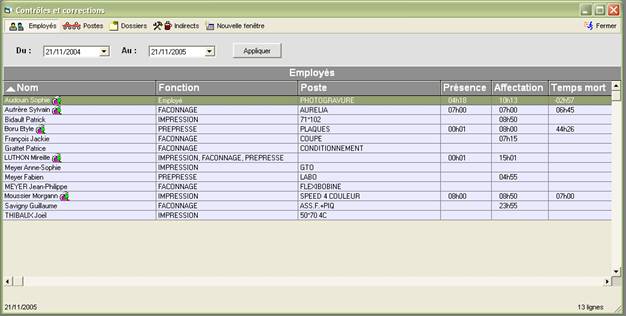 Contrôles et corrections
Employés Postes Dossiers Indirects Nouvelle fenêtre Fermer
Du : 21/11/2004 Au : 21/11/2005 Appliquer
Employés
Nom Fonction Poste Présence Affectation Temps mort
Audouin Sophie Employé PHOTOGRAVURE 04h18 10h13 -02h57
Aufrère Sylvain FACONNAGE AURELIA 07h00 07h00 06h45
Bidault Patrick IMPRESSION 71*102 08h50
Boru Etyle PREPRESSE PLAQUES 00h01 08h00 44h26
François Jackie FACONNAGE COUPE 07h15
Grattet Patrice FACONNAGE CONDITIONNEMENT
LUTHON Mireille IMPRESSION, FACONNAGE, PREPRESSE 00h01 15h01
Meyer Anne-Sophie IMPRESSION GTO
Meyer Fabien PREPRESSE LABO 04h55
MEYER Jean-Philippe FACONNAGE FLEXIBOBINE
Moussier Morgann IMPRESSION SPEED 4 COULEUR 08h00 08h50 07h00
Savigny Guillaume FACONNAGE ASS.F.+PIQ 23h55
THIBAUX Joël IMPRESSION 50*70 4C
21/11/2005 13 lignes